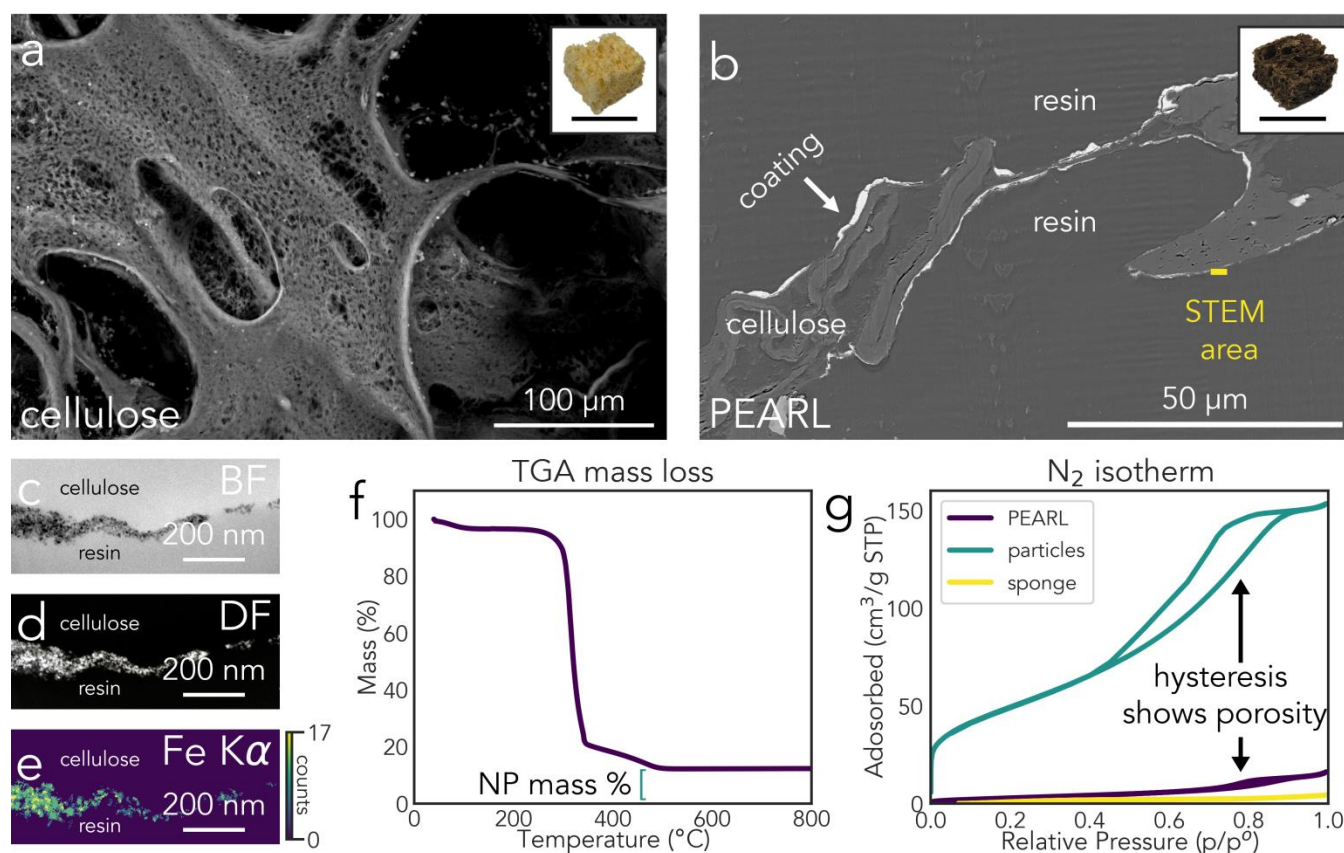 a
cellulose
100 μm
b
resin
coating
resin
cellulose
STEM
area
PEARL
50 μm
c
cellulose
BF
200 nm
resin
d
cellulose
DF
200 nm
resin
e
cellulose
Fe Kα
200 nm
resin
17
counts
0
f
TGA mass loss
100
80
60
40
20
0
Mass (%)
NP mass %
0
200
400
600
800
Temperature (°C)
g
N₂ isotherm
150
100
50
0
Adosorbed (cm³/g STP)
PEARL
particles
sponge
hysteresis
shows porosity
0.0
0.2
0.4
0.6
0.8
1.0
Relative Pressure (p/p⁰)